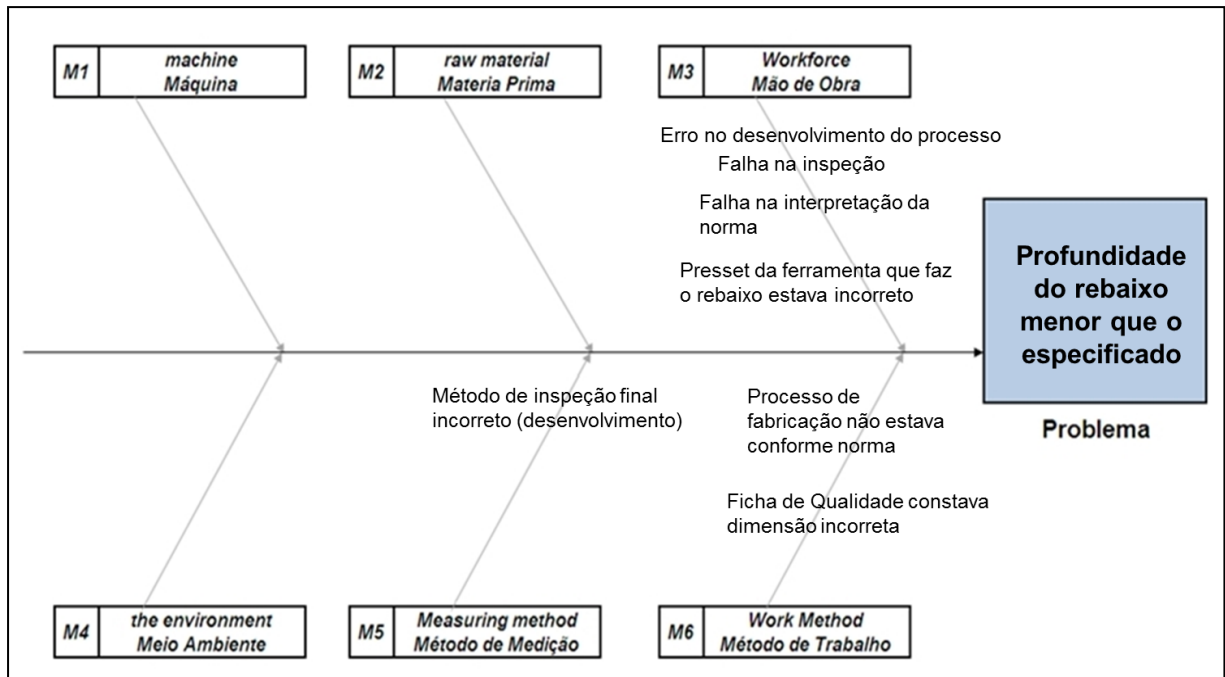 M1
machine
Máquina
M2
raw material
Materia Prima
M3
Workforce
Mão de Obra
Erro no desenvolvimento do processo
Falha na inspeção
Falha na interpretação da
norma
Presset da ferramenta que faz
o rebaixo estava incorreto
Profundidade
do rebaixo
menor que o
especificado
Problema
Método de inspeção final
incorreto (desenvolvimento)
Processo de
fabricação não estava
conforme norma
Ficha de Qualidade constava
dimensão incorreta
M4
the environment
Meio Ambiente
M5
Measuring method
Método de Medição
M6
Work Method
Método de Trabalho